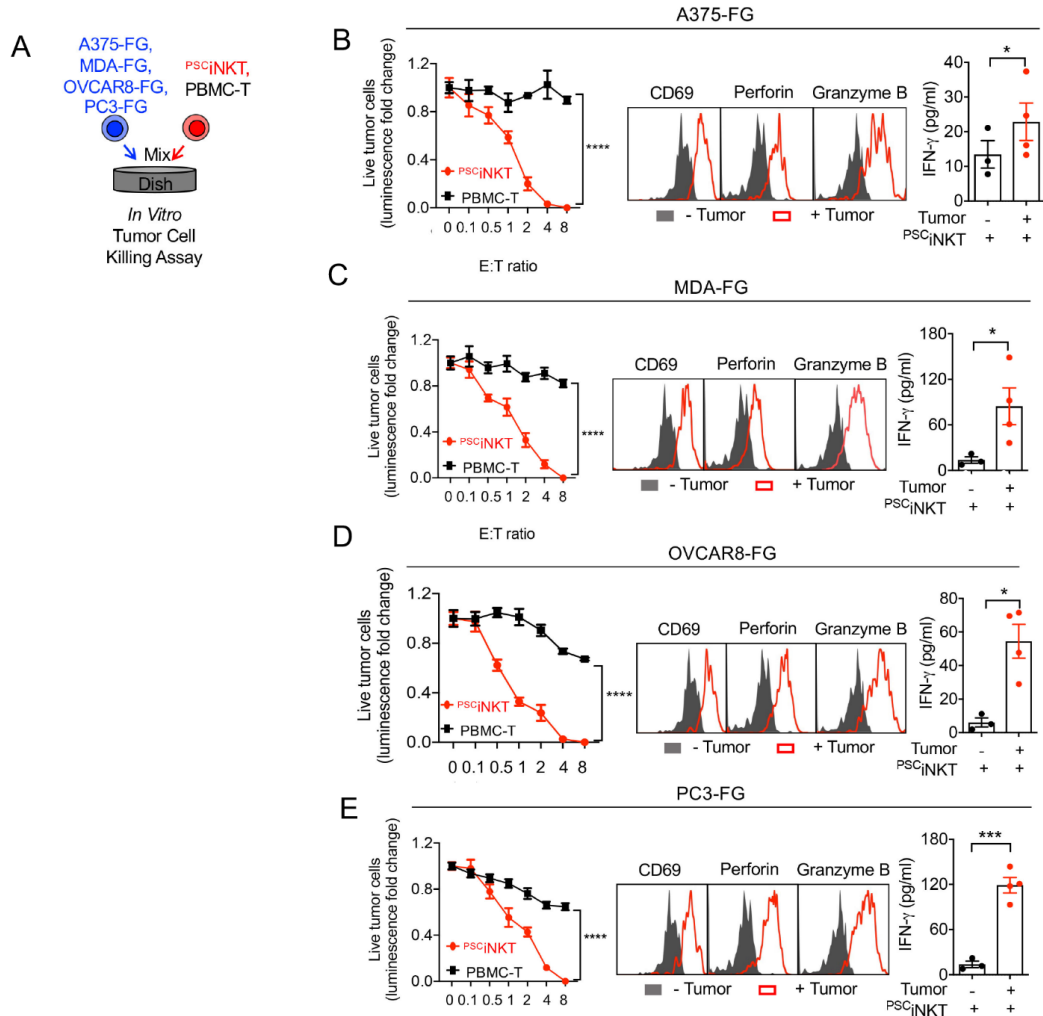 A
A375-FG,
MDA-FG,
OVCAR8-FG,
PC3-FG
PSCiNKT,
PBMC-T
Mix
Dish
In Vitro
Tumor Cell
Killing Assay
B
A375-FG
Live tumor cells
(luminescence fold change)
1.2
0.8
0.4
0.0
PSCiNKT
PBMC-T
****
0 0.1 0.5 1 2 4 8
E:T ratio
CD69 Perforin Granzyme B
- Tumor + Tumor
IFN-γ (pg/ml)
40
30
20
10
0
*
Tumor - +
PSCiNKT + +
C
MDA-FG
Live tumor cells
(luminescence fold change)
1.2
0.8
0.4
0.0
PSCiNKT
PBMC-T
****
0 0.1 0.5 1 2 4 8
E:T ratio
CD69 Perforin Granzyme B
- Tumor + Tumor
IFN-γ (pg/ml)
180
120
60
0
*
Tumor - +
PSCiNKT + +
D
OVCAR8-FG
Live tumor cells
(luminescence fold change)
1.2
0.8
0.4
0.0
PSCiNKT
PBMC-T
****
0 0.1 0.5 1 2 4 8
CD69 Perforin Granzyme B
- Tumor + Tumor
IFN-γ (pg/ml)
80
60
40
20
0
*
Tumor - +
PSCiNKT + +
E
PC3-FG
Live tumor cells
(luminescence fold change)
1.2
0.8
0.4
0.0
PSCiNKT
PBMC-T
****
0 0.1 0.5 1 2 4 8
CD69 Perforin Granzyme B
- Tumor + Tumor
IFN-γ (pg/ml)
180
120
60
0
***
Tumor - +
PSCiNKT + +